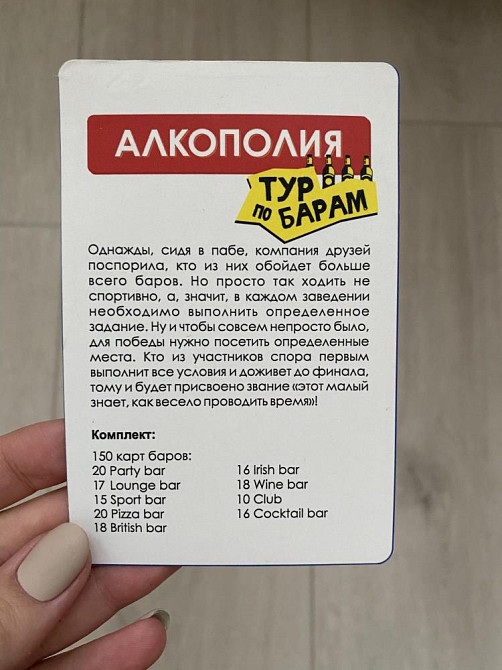 АЛКОПОЛИЯ
ТУР
ПО БАРАМ
Однажды, сидя в пабе, компания друзей
поспорила, кто из них обойдет больше
всего баров. Но просто так ходить не
спортивно, а, значит, в каждом заведении
необходимо выполнить определенное
задание. Ну и чтобы совсем непросто было,
для победы нужно посетить определенные
места. Кто из участников спора первым
выполнит все условия и доживет до финала,
тому и будет присвоено звание «этот малый
знает, как весело проводить время»!
Комплект:
150 карт баров:
20 Party bar
17 Lounge bar
15 Sport bar
20 Pizza bar
18 British bar
16 Irish bar
18 Wine bar
10 Club
16 Cocktail bar